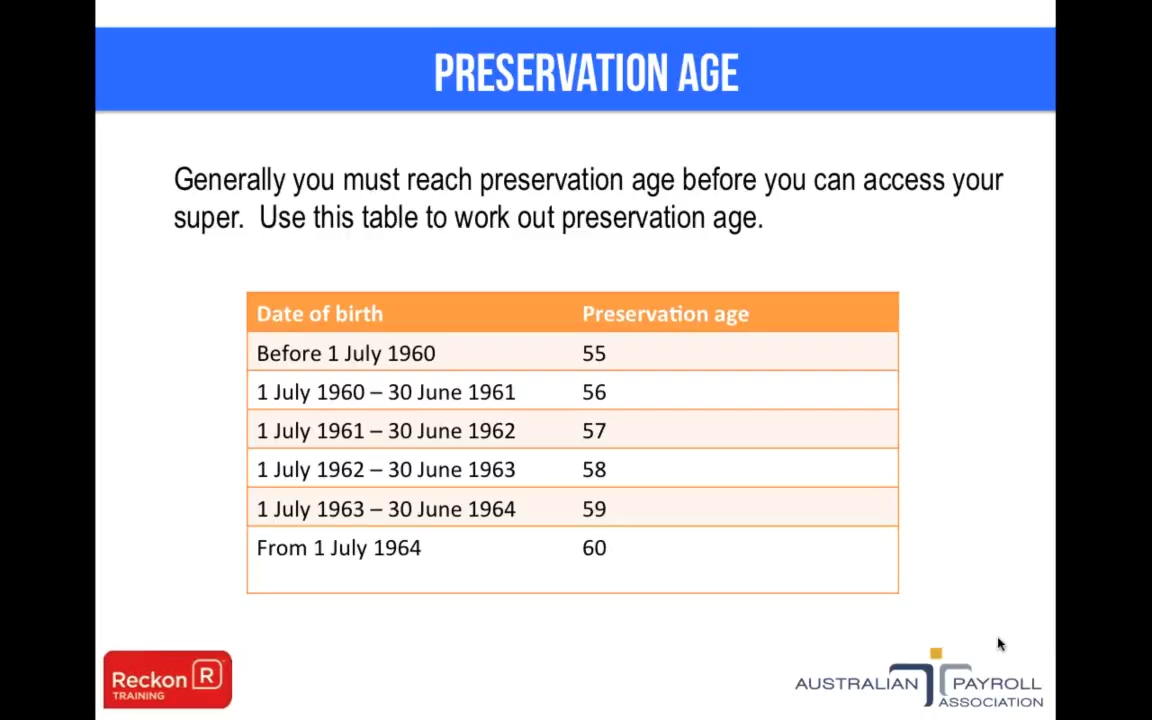 PRESERVATION AGE
Generally you must reach preservation age before you can access your
super. Use this table to work out preservation age.
Date of birth Preservation age
Before 1 July 1960 55
1 July 1960 – 30 June 1961 56
1 July 1961 – 30 June 1962 57
1 July 1962 – 30 June 1963 58
1 July 1963 – 30 June 1964 59
From 1 July 1964 60
Reckon R
TRAINING
AUSTRALIAN PAYROLL
ASSOCIATION